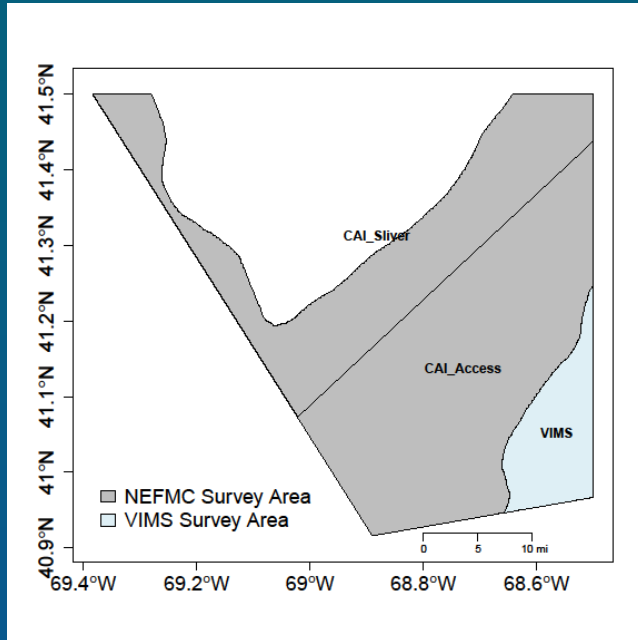 41.5°N
41.4°N
41.3°N
41.2°N
41.1°N
41°N
40.9°N
CAI_Sliver
CAI_Access
VIMS
NEFMC Survey Area
VIMS Survey Area
0 5 10 mi
69.4°W 69.2°W 69°W 68.8°W 68.6°W